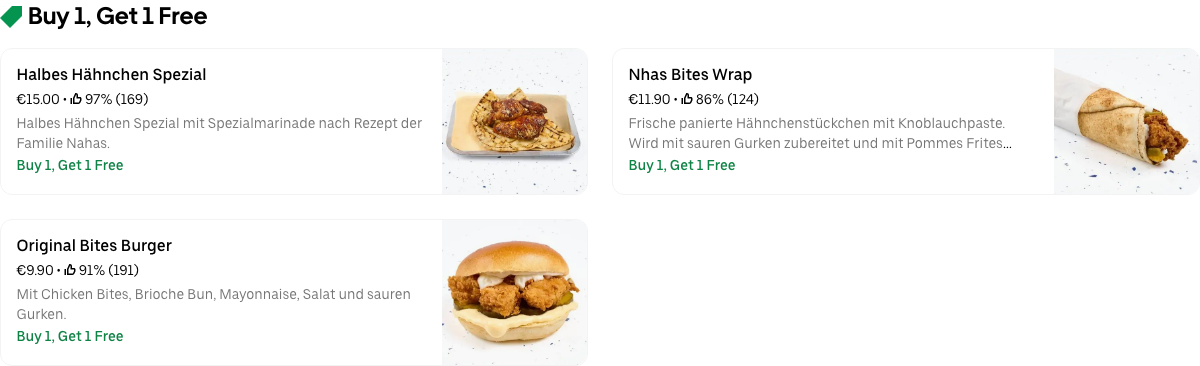 Buy 1, Get 1 Free
Halbes Hähnchen Spezial
€15.00 • 97% (169)
Halbes Hähnchen Spezial mit Spezialmarinade nach Rezept der
Familie Nahas.
Buy 1, Get 1 Free
Nhas Bites Wrap
€11.90 • 86% (124)
Frische panierte Hähnchenstückchen mit Knoblauchpaste.
Wird mit sauren Gurken zubereitet und mit Pommes Frites...
Buy 1, Get 1 Free
Original Bites Burger
€9.90 • 91% (191)
Mit Chicken Bites, Brioche Bun, Mayonnaise, Salat und sauren
Gurken.
Buy 1, Get 1 Free